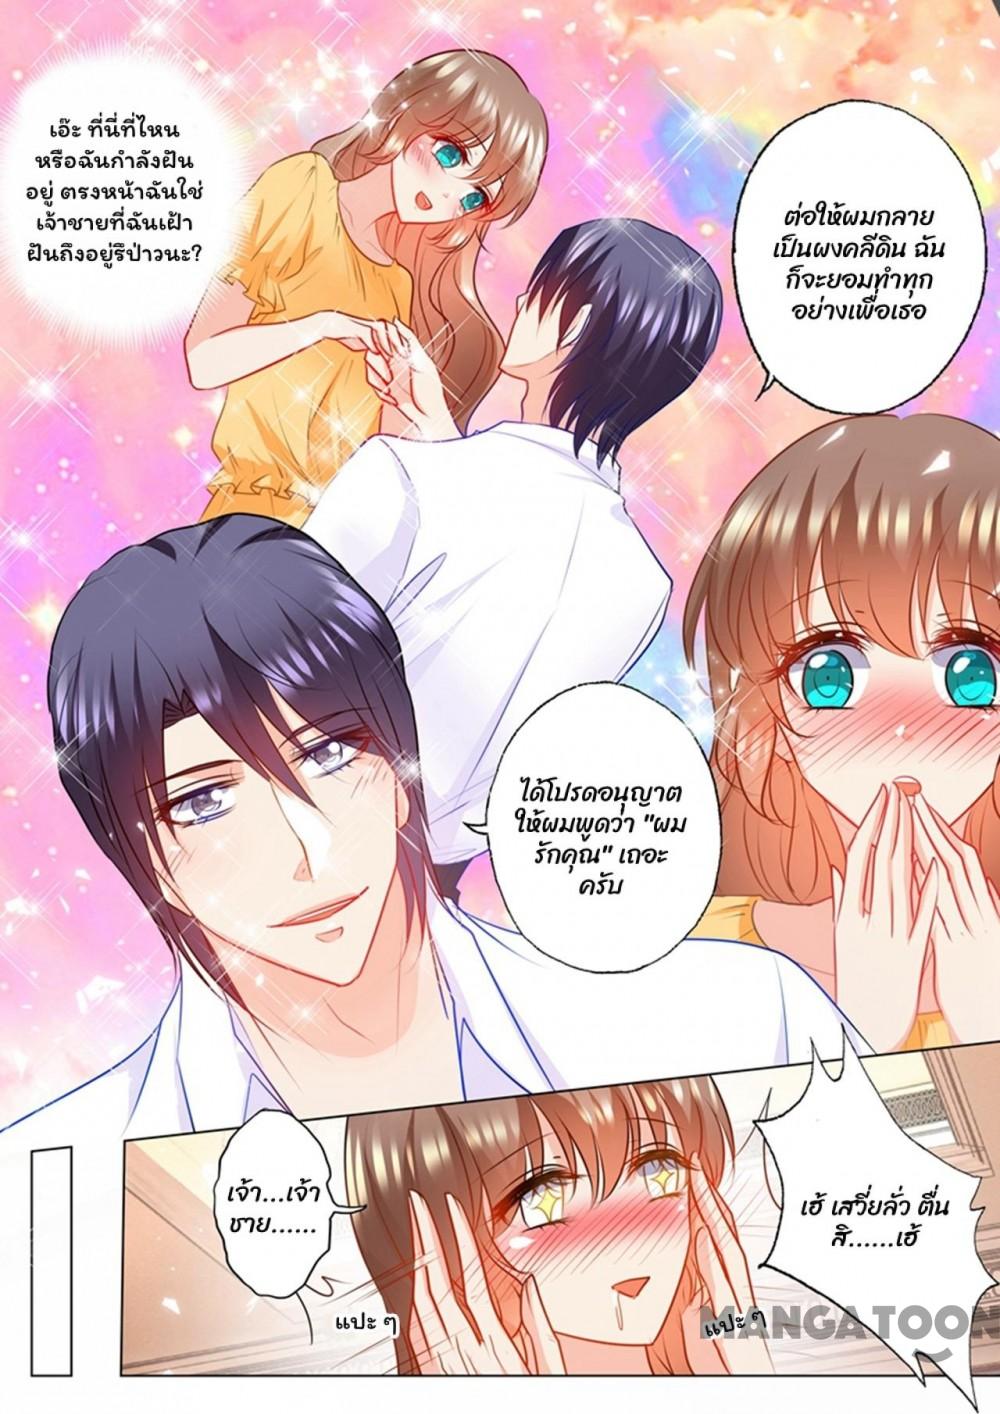 เอ๊ะ ที่นี่ที่ไหน
หรือฉันกำลังฝัน
อยู่ ตรงหน้าฉันใช่
เจ้าชายที่ฉันเฝ้า
ฝันถึงอยู่รึป่าวนะ?
ต่อให้ผมกลาย
เป็นผงคลีดิน ฉัน
ก็จะยอมทำทุก
อย่างเพื่อเธอ
ได้โปรดอนุญาต
ให้ผมพูดว่า "ผม
รักคุณ" เถอะ
ครับ
เจ้า...เจ้า
ชาย......
เฮ้ เสวี่ยลั่ว ตื่น
สิ......เฮ้
แปะ ๆ
แปะ ๆ
MANGATOON